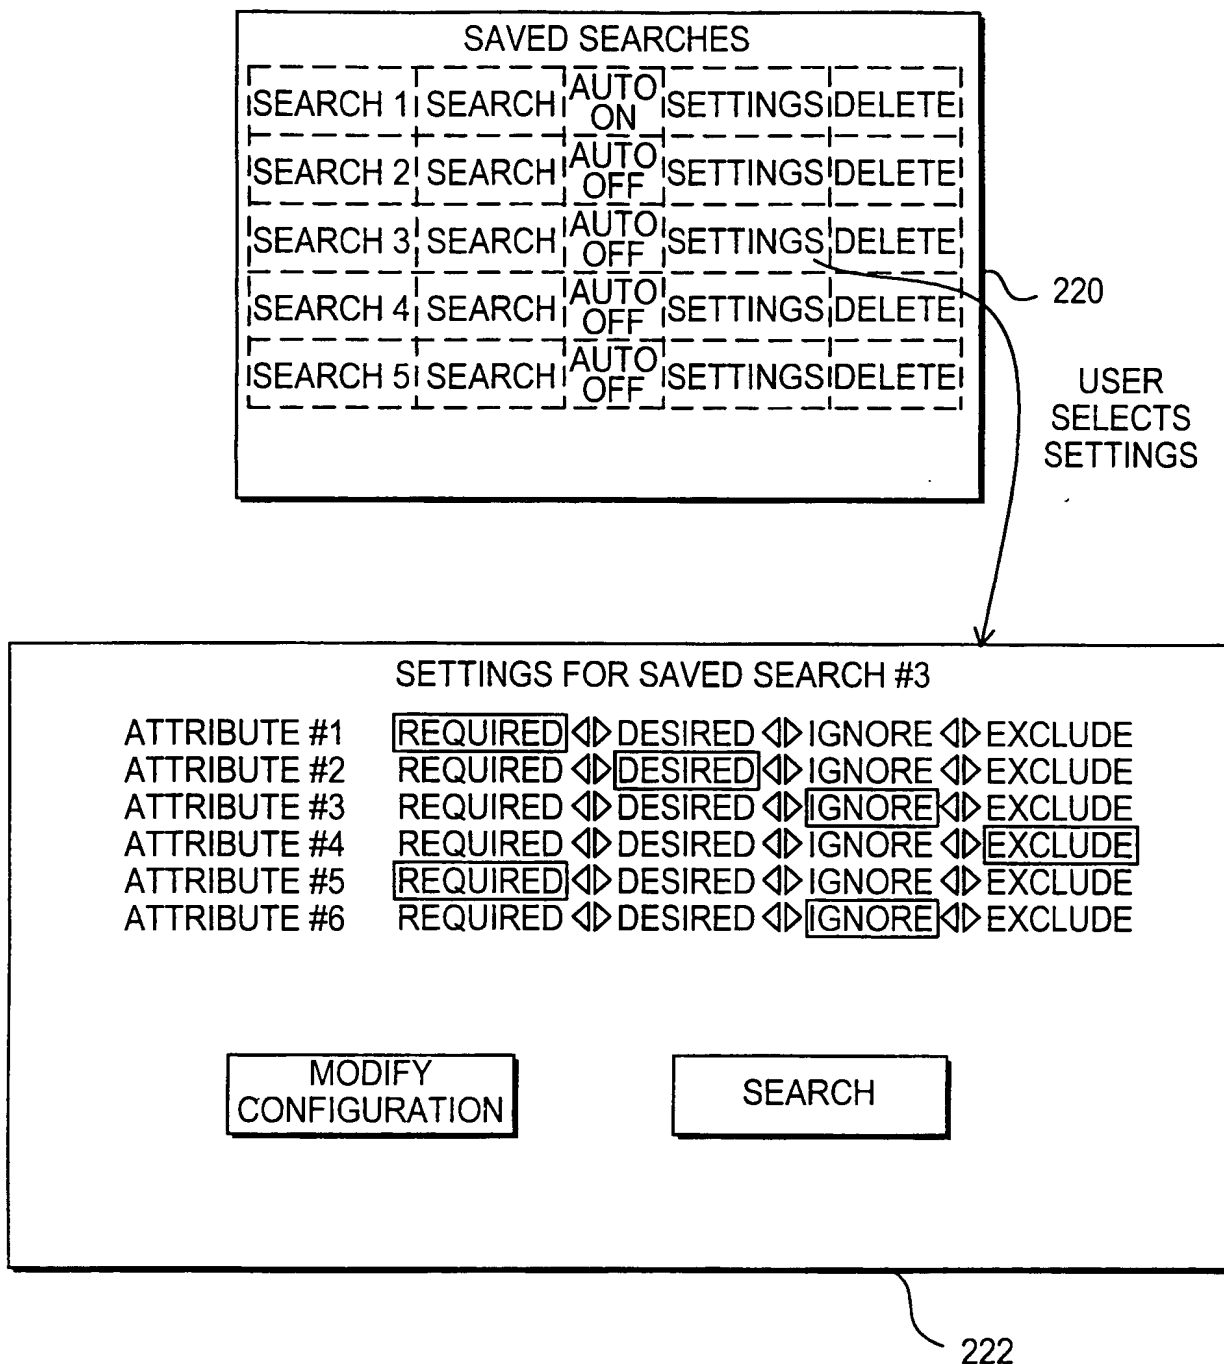 SAVED SEARCHES
SEARCH 1 SEARCH AUTO ON SETTINGS DELETE
SEARCH 2 SEARCH AUTO OFF SETTINGS DELETE
SEARCH 3 SEARCH AUTO OFF SETTINGS DELETE
SEARCH 4 SEARCH AUTO OFF SETTINGS DELETE
SEARCH 5 SEARCH AUTO OFF SETTINGS DELETE
220
USER
SELECTS
SETTINGS
SETTINGS FOR SAVED SEARCH #3
ATTRIBUTE #1 REQUIRED DESIRED IGNORE EXCLUDE
ATTRIBUTE #2 REQUIRED DESIRED IGNORE EXCLUDE
ATTRIBUTE #3 REQUIRED DESIRED IGNORE EXCLUDE
ATTRIBUTE #4 REQUIRED DESIRED IGNORE EXCLUDE
ATTRIBUTE #5 REQUIRED DESIRED IGNORE EXCLUDE
ATTRIBUTE #6 REQUIRED DESIRED IGNORE EXCLUDE
MODIFY
CONFIGURATION
SEARCH
222